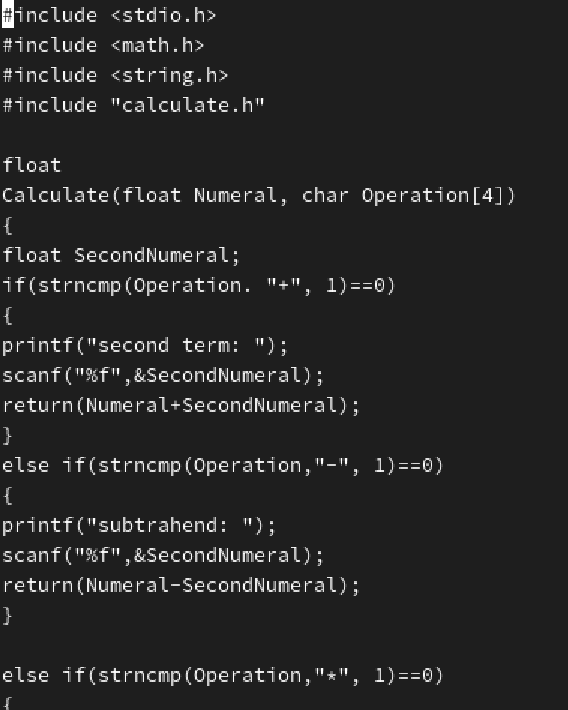 #include <stdio.h>
#include <math.h>
#include <string.h>
#include "calculate.h"
float
Calculate(float Numeral, char Operation[4])
{
float SecondNumeral;
if(strncmp(Operation. "+", 1)==0)
{
printf("second term: ");
scanf("%f",&SecondNumeral);
return(Numeral+SecondNumeral);
}
else if(strncmp(Operation,"-", 1)==0)
{
printf("subtrahend: ");
scanf("%f",&SecondNumeral);
return(Numeral-SecondNumeral);
}
else if(strncmp(Operation,"*", 1)==0)
{